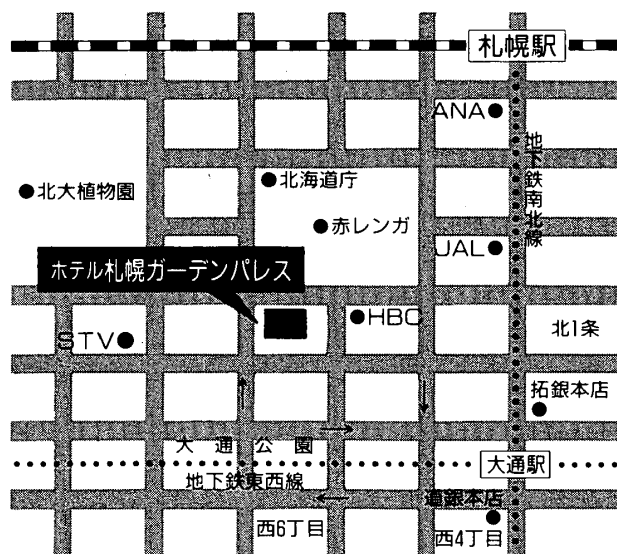 札幌駅
ANA
地下鉄南北線
北海道庁
北大植物園
赤レンガ
JAL
ホテル札幌ガーデンパレス
HBC
STV
北1条
拓銀本店
大通公園
大通駅
地下鉄東西線
道銀本店
西6丁目
西4丁目